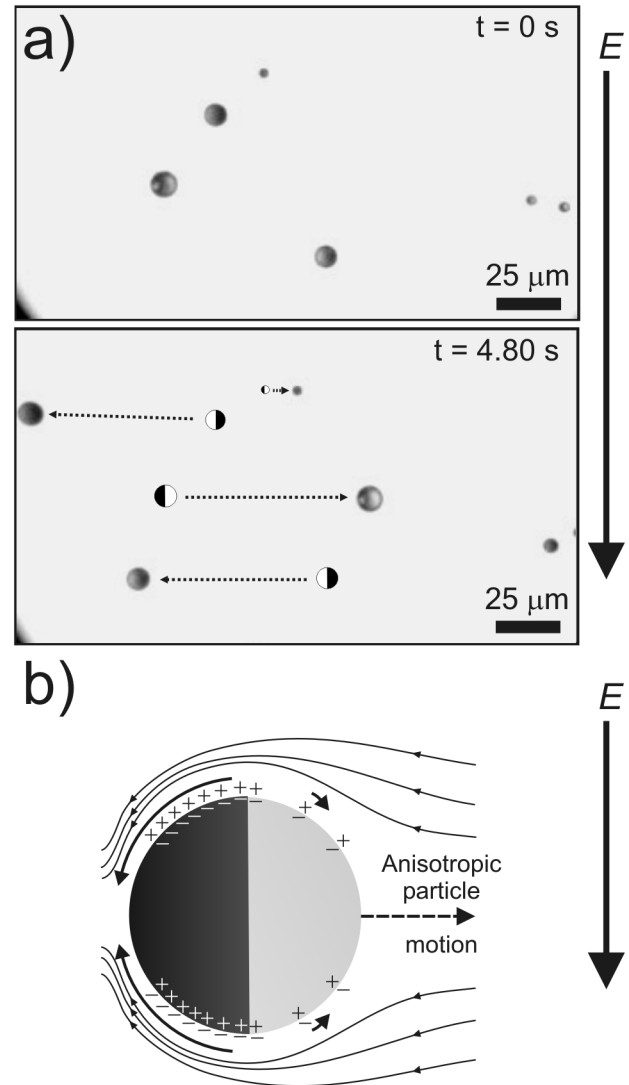 a)
t = 0 s
E
25 μm
t = 4.80 s
25 μm
b)
E
Anisotropic
particle
motion